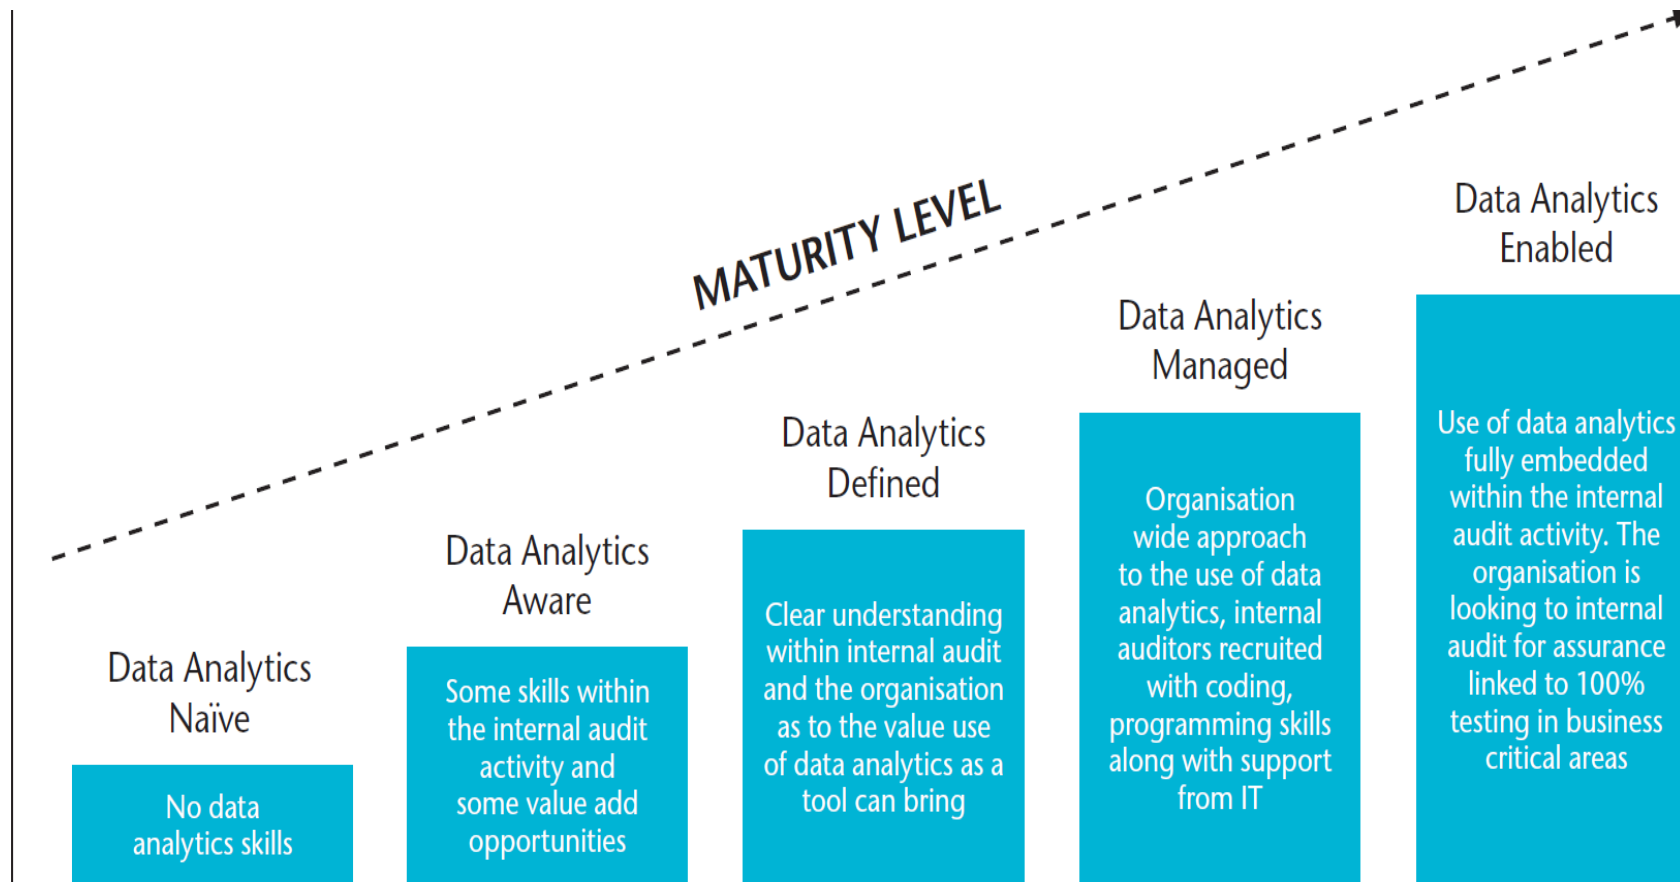 MATURITY LEVEL
Data Analytics
Naïve
No data
analytics skills
Data Analytics
Aware
Some skills within
the internal audit
activity and
some value add
opportunities
Data Analytics
Defined
Clear understanding
within internal audit
and the organisation
as to the value use
of data analytics as a
tool can bring
Data Analytics
Managed
Organisation
wide approach
to the use of data
analytics, internal
auditors recruited
with coding,
programming skills
along with support
from IT
Data Analytics
Enabled
Use of data analytics
fully embedded
within the internal
audit activity. The
organisation is
looking to internal
audit for assurance
linked to 100%
testing in business
critical areas